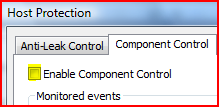 Host Protection
Anti-Leak Control Component Control
Enable Component Control
Monitored events